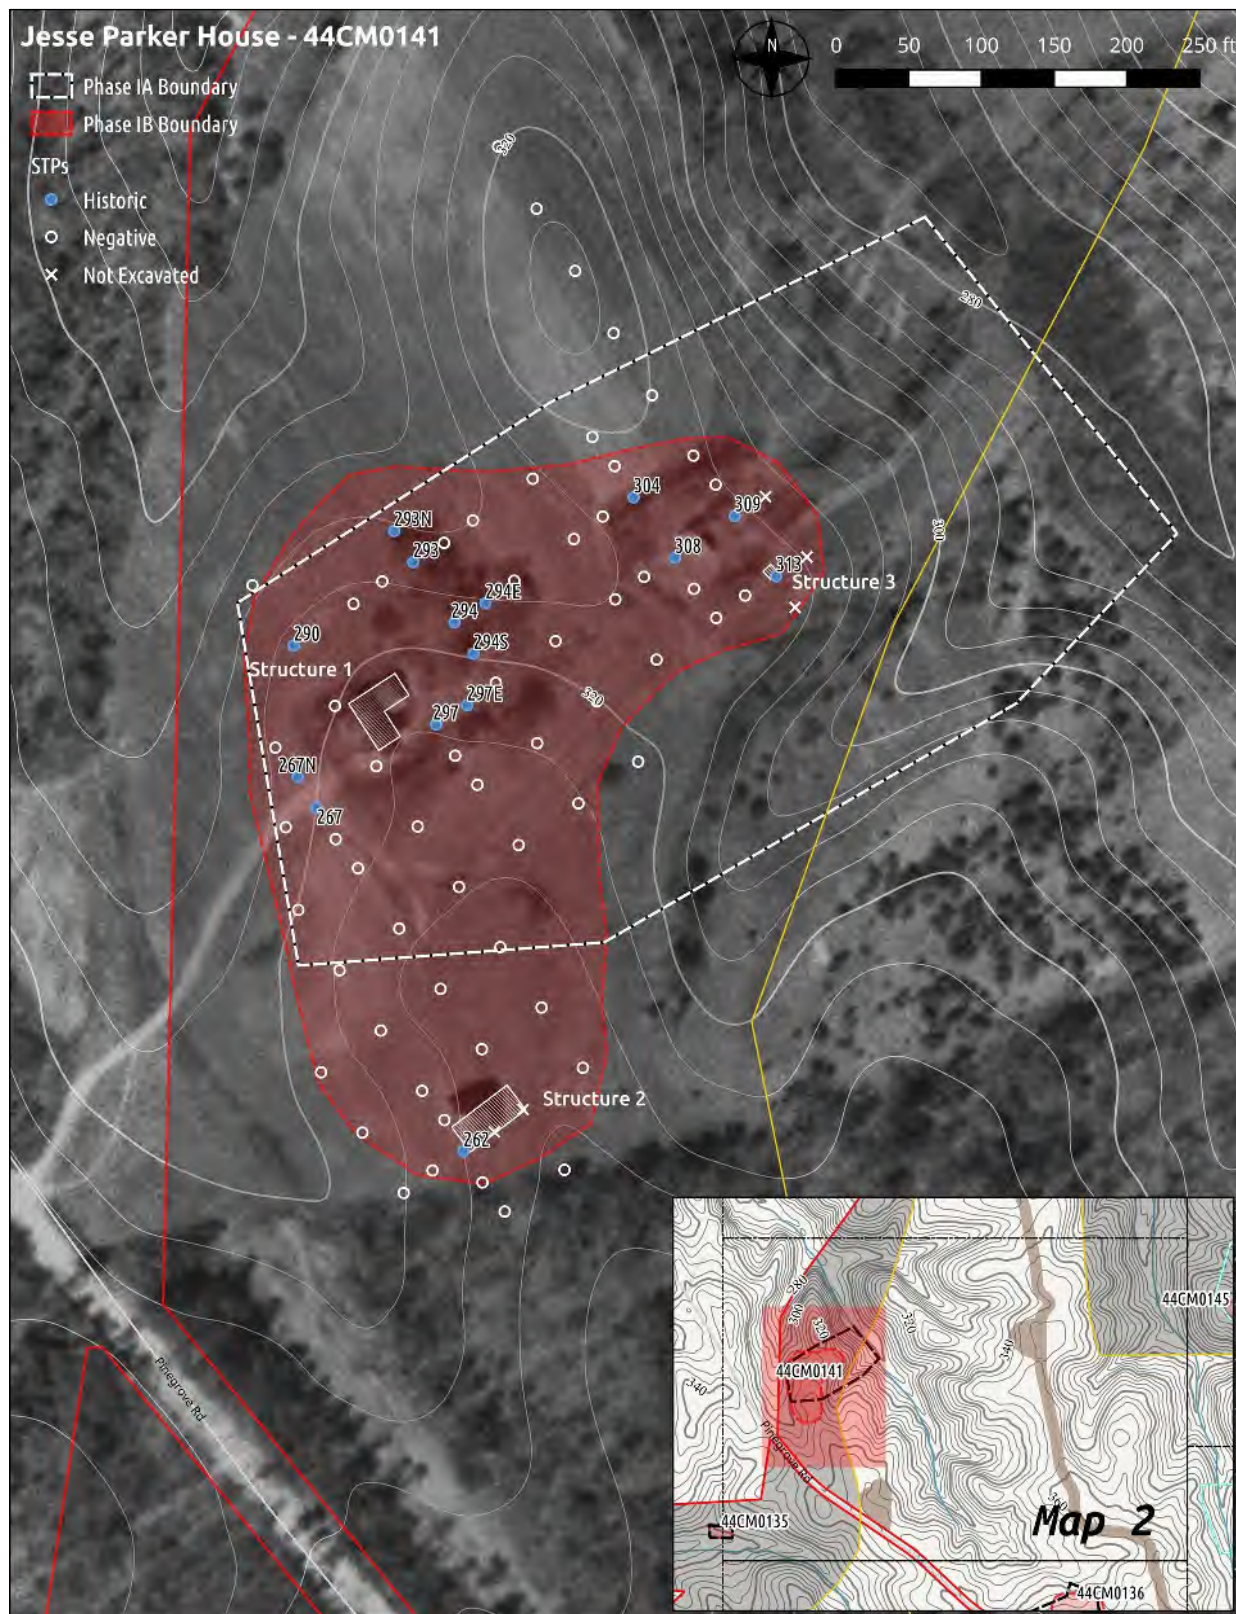 Jesse Parker House - 44CM0141
N
0 50 100 150 200 250 ft
Phase IA Boundary
Phase IB Boundary
STPs
Historic
Negative
Not Excavated
320
280
300
304
309
293N
293
308
313
Structure 3
294E
294
290
294S
Structure 1
297E
320
297
267N
267
Structure 2
262
Pinegrove Rd
280
300
320
320
340
340
44CM0145
44CM0141
Pinegrove Rd
360
Map 2
44CM0135
44CM0136